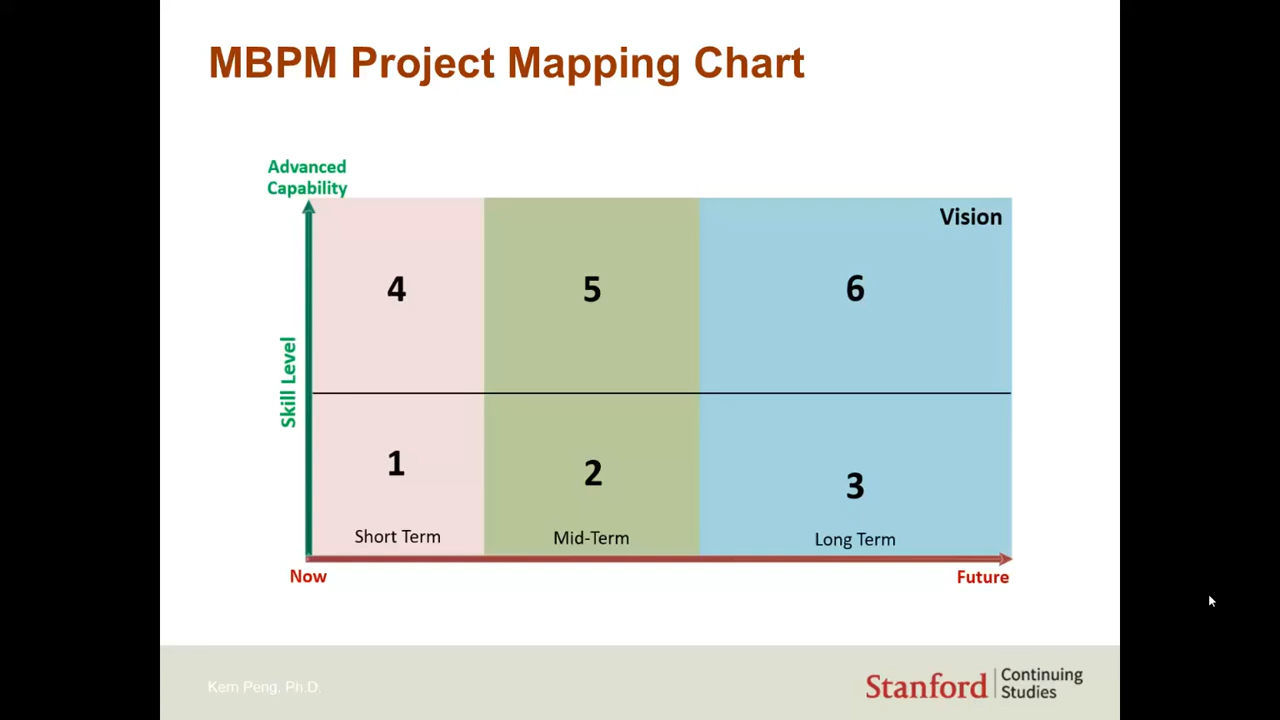 MBPM Project Mapping Chart
Advanced
Capability
Vision
4
5
6
Skill Level
1
2
3
Short Term
Mid-Term
Long Term
Now
Future
Kem Peng, Ph.D.
Stanford
Continuing
Studies